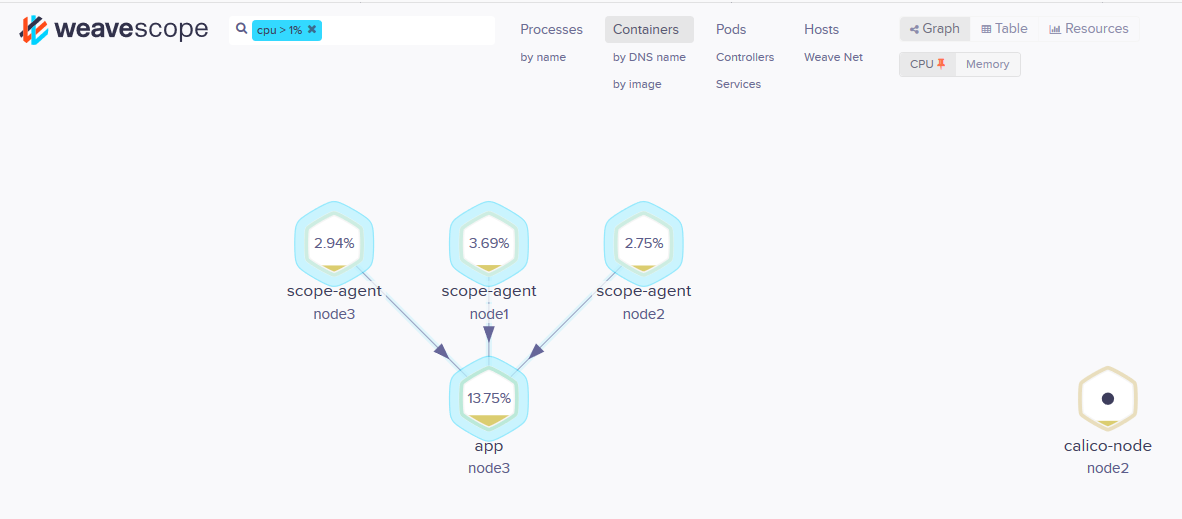 weavescope
cpu > 1%
Processes
by name
Containers
by DNS name
by image
Pods
Controllers
Services
Hosts
Weave Net
Graph
Table
Resources
CPU
Memory
2.94%
scope-agent
node3
3.69%
scope-agent
node1
2.75%
scope-agent
node2
13.75%
app
node3
calico-node
node2